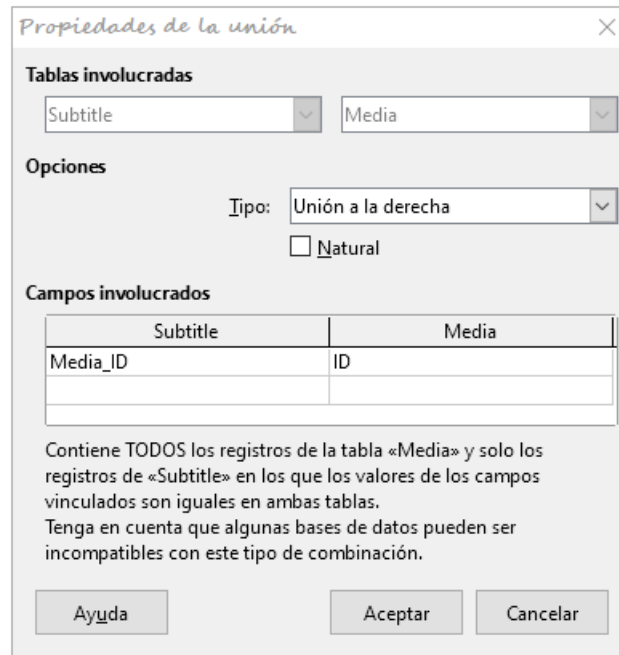 Propiedades de la unión
Tablas involucradas
Subtitle Media
Opciones
Tipo: Unión a la derecha
Natural
Campos involucrados
Subtitle Media
Media_ID ID
Contiene TODOS los registros de la tabla «Media» y solo los
registros de «Subtitle» en los que los valores de los campos
vinculados son iguales en ambas tablas.
Tenga en cuenta que algunas bases de datos pueden ser
incompatibles con este tipo de combinación.
Ayuda Aceptar Cancelar